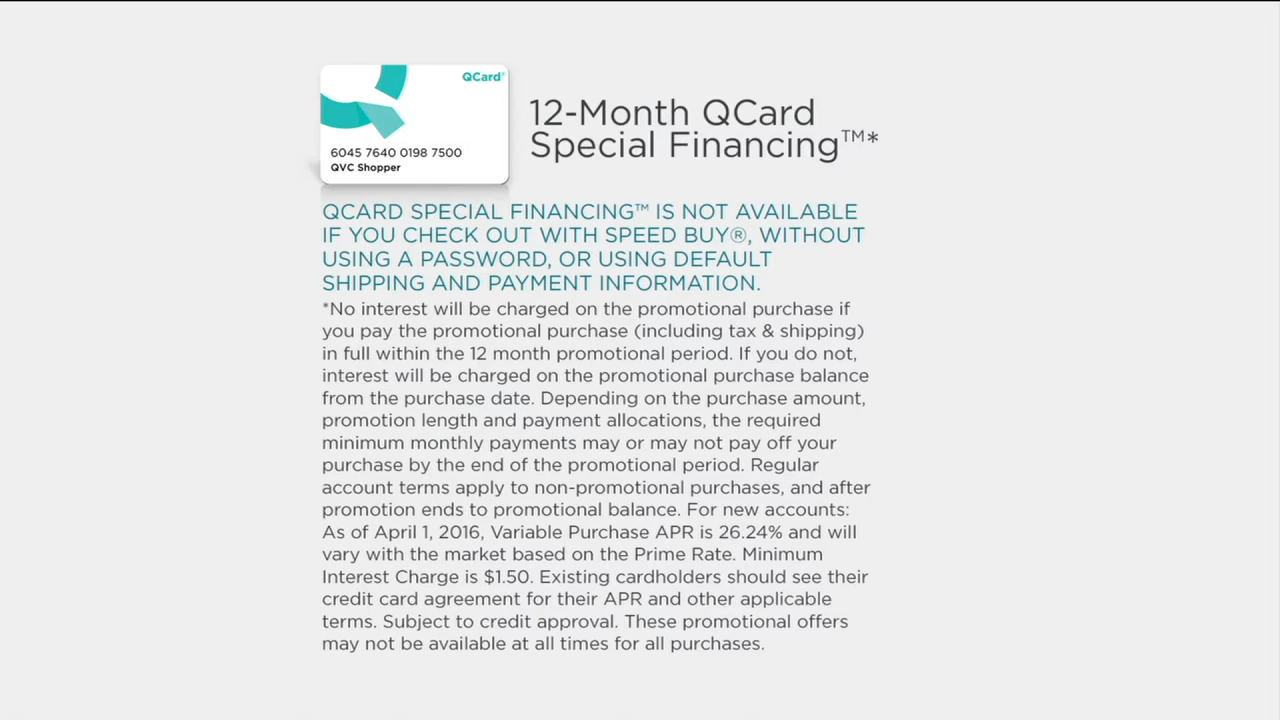 QCard®
12-Month QCard
Special Financing™*
6045 7640 0198 7500
QVC Shopper
QCARD SPECIAL FINANCING™ IS NOT AVAILABLE
IF YOU CHECK OUT WITH SPEED BUY®, WITHOUT
USING A PASSWORD, OR USING DEFAULT
SHIPPING AND PAYMENT INFORMATION.
*No interest will be charged on the promotional purchase if
you pay the promotional purchase (including tax & shipping)
in full within the 12 month promotional period. If you do not,
interest will be charged on the promotional purchase balance
from the purchase date. Depending on the purchase amount,
promotion length and payment allocations, the required
minimum monthly payments may or may not pay off your
purchase by the end of the promotional period. Regular
account terms apply to non-promotional purchases, and after
promotion ends to promotional balance. For new accounts:
As of April 1, 2016, Variable Purchase APR is 26.24% and will
vary with the market based on the Prime Rate. Minimum
Interest Charge is $1.50. Existing cardholders should see their
credit card agreement for their APR and other applicable
terms. Subject to credit approval. These promotional offers
may not be available at all times for all purchases.